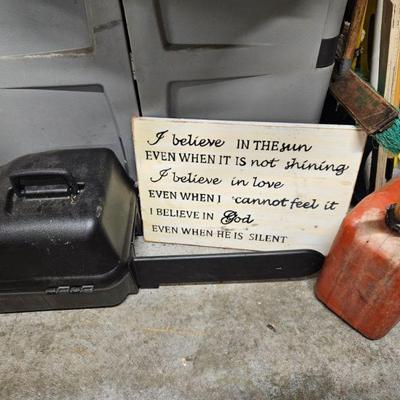 I believe IN THE sun
EVEN WHEN IT IS not shining
I believe in love
EVEN WHEN I cannot feel it
I BELIEVE IN God
EVEN WHEN HE IS SILENT